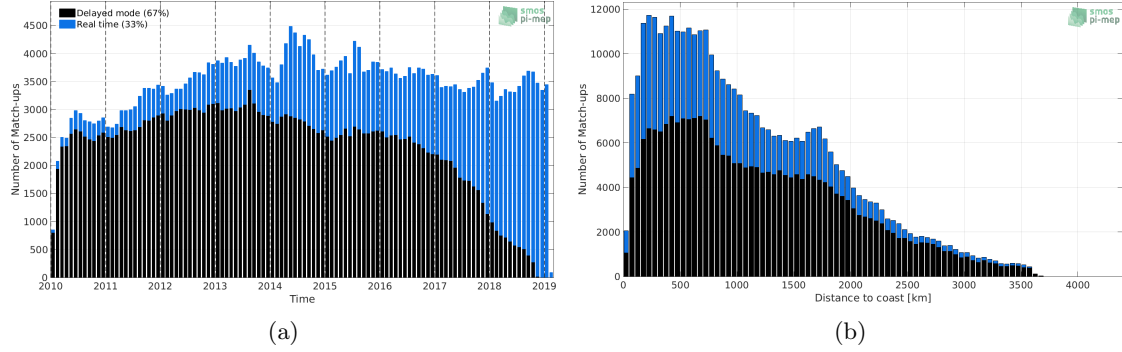 Delayed mode (67%)
Real time (33%)
smos
pi-mep
Number of Match-ups
4500
4000
3500
3000
2500
2000
1500
1000
500
0
2010 2011 2012 2013 2014 2015 2016 2017 2018 2019
Time
(a)
smos
pi-mep
Number of Match-ups
12000
10000
8000
6000
4000
2000
0
0 500 1000 1500 2000 2500 3000 3500 4000
Distance to coast [km]
(b)